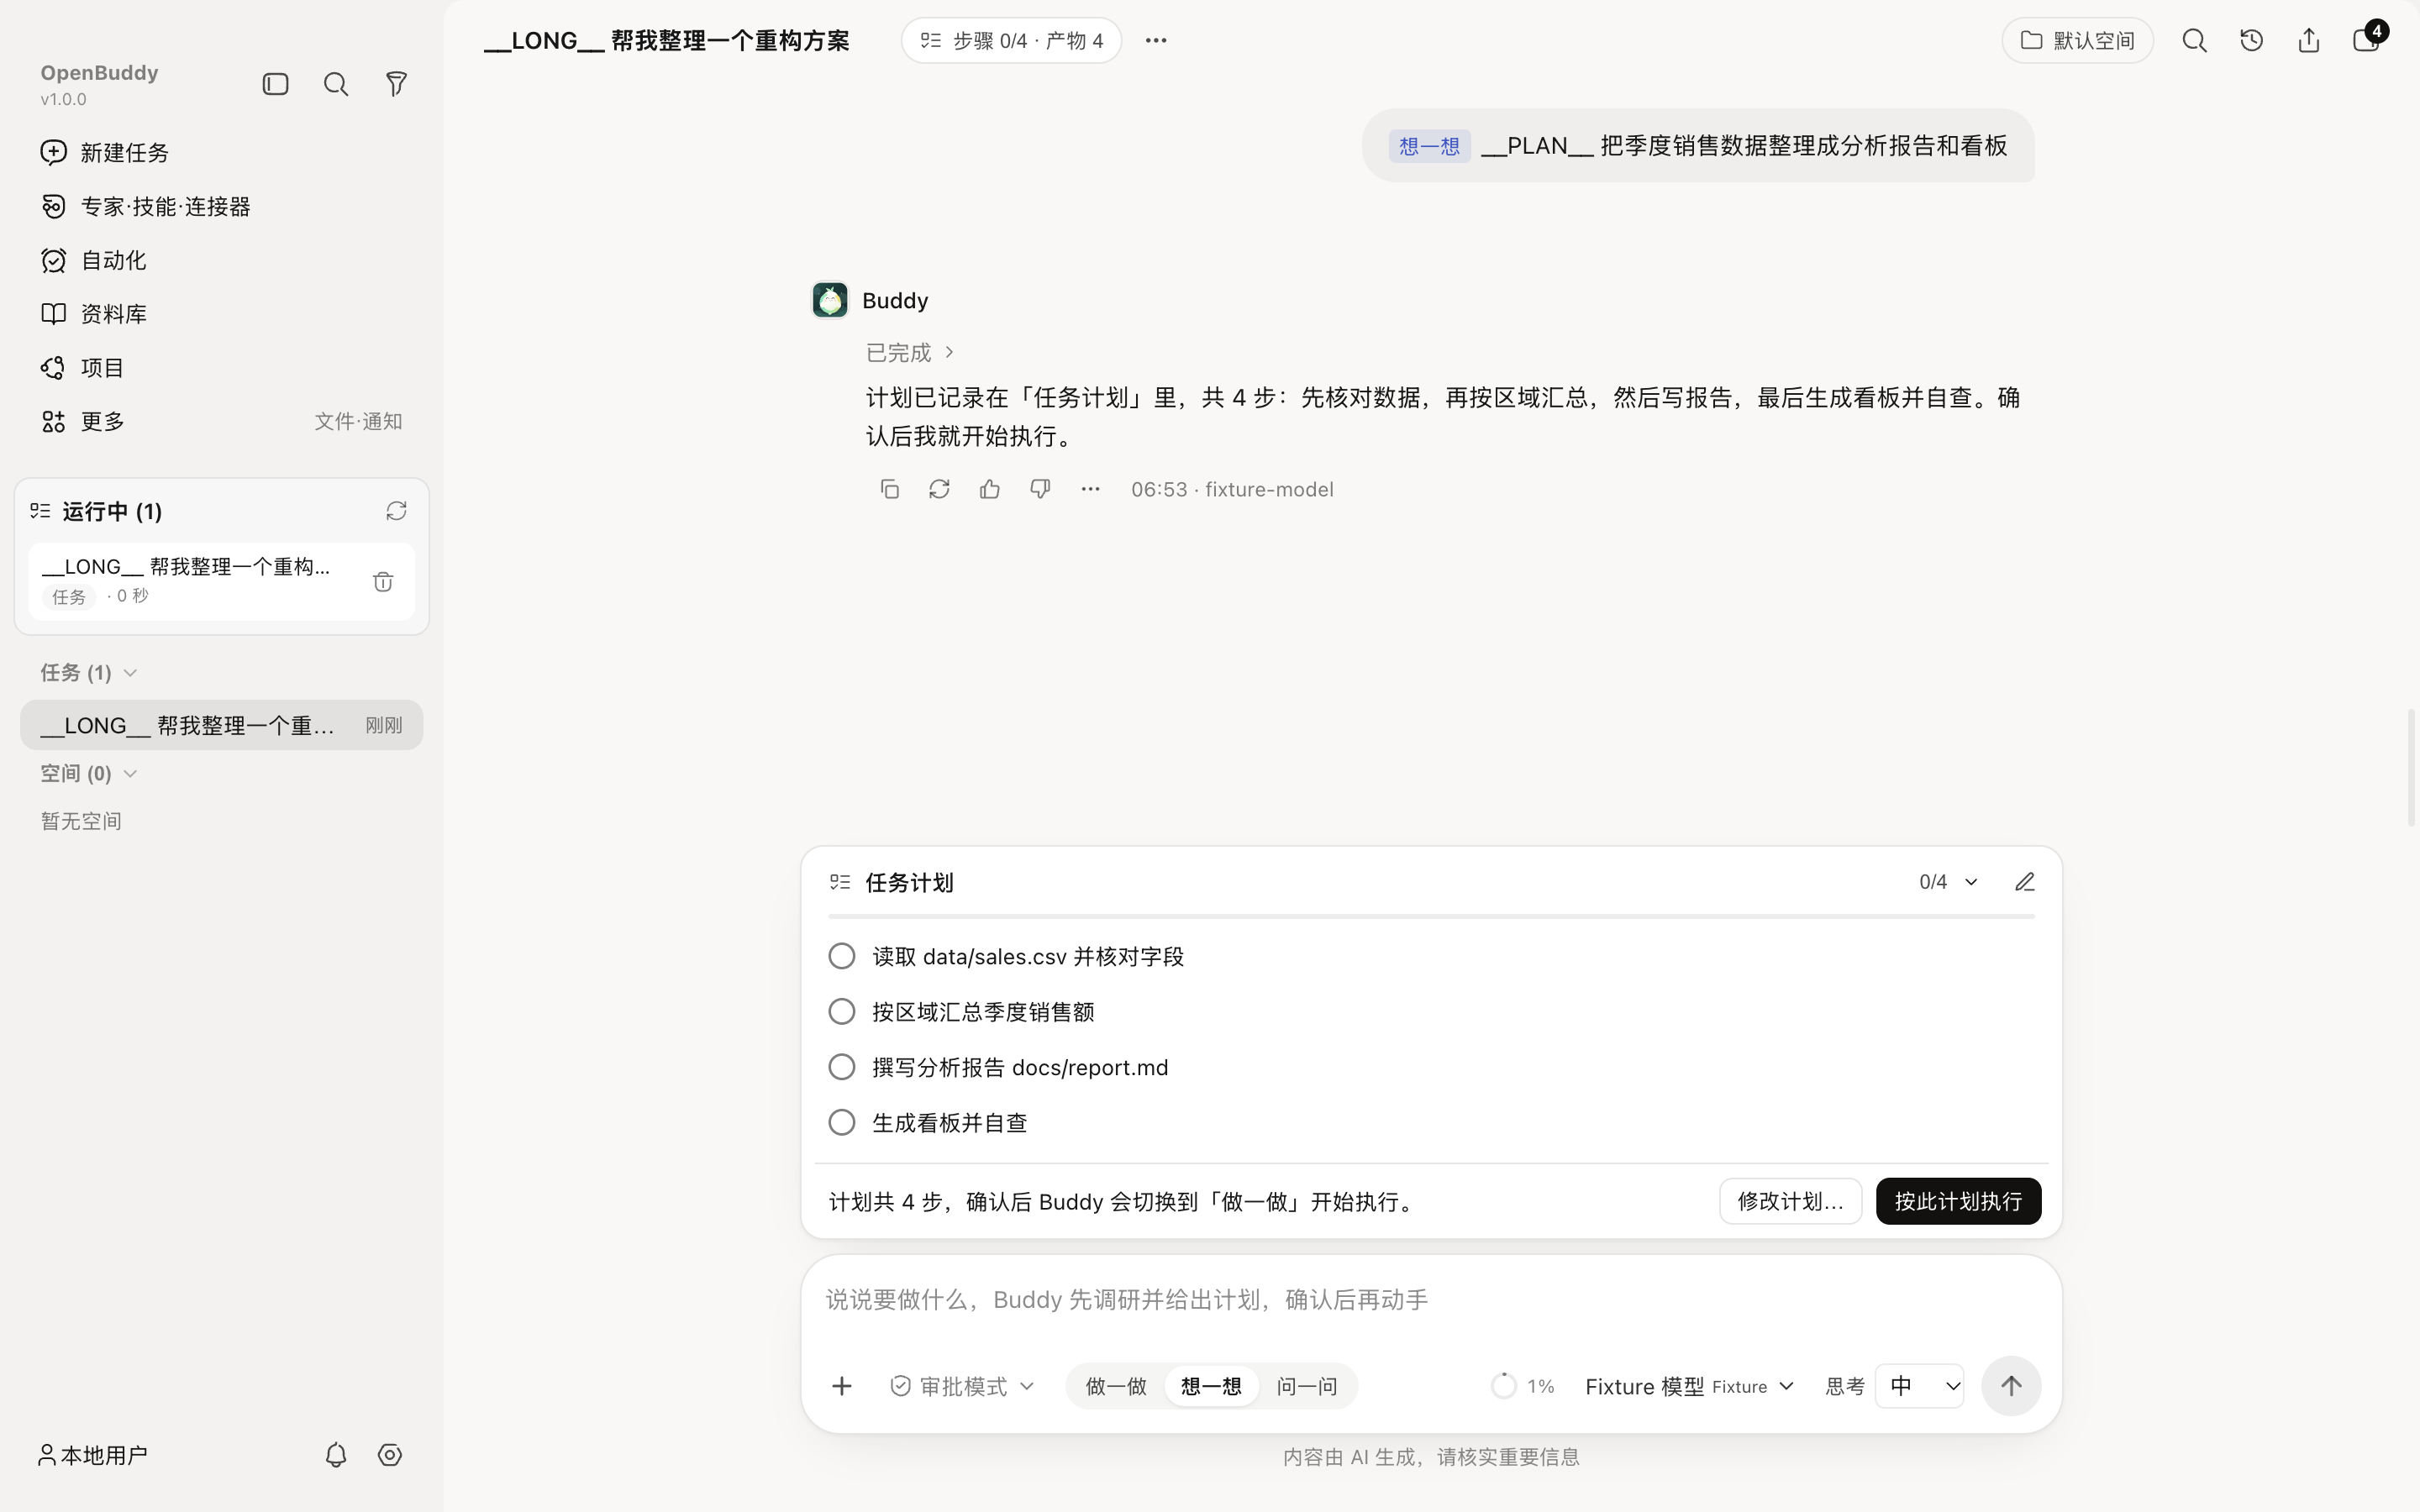 OpenBuddy
v1.0.0
新建任务
专家·技能·连接器
自动化
资料库
项目
更多 文件·通知
运行中 (1)
__LONG__ 帮我整理一个重构...
任务 · 0 秒
任务 (1)
__LONG__ 帮我整理一个重... 刚刚
空间 (0)
暂无空间
本地用户
__LONG__ 帮我整理一个重构方案
步骤 0/4 · 产物 4
默认空间
4
想一想 __PLAN__ 把季度销售数据整理成分析报告和看板
Buddy
已完成
计划已记录在「任务计划」里，共 4 步：先核对数据，再按区域汇总，然后写报告，最后生成看板并自查。确
认后我就开始执行。
06:53 · fixture-model
任务计划 0/4
读取 data/sales.csv 并核对字段
按区域汇总季度销售额
撰写分析报告 docs/report.md
生成看板并自查
计划共 4 步，确认后 Buddy 会切换到「做一做」开始执行。 修改计划... 按此计划执行
说说要做什么，Buddy 先调研并给出计划，确认后再动手
审批模式 做一做 想一想 问一问 1% Fixture 模型 Fixture 思考 中
内容由 AI 生成，请核实重要信息